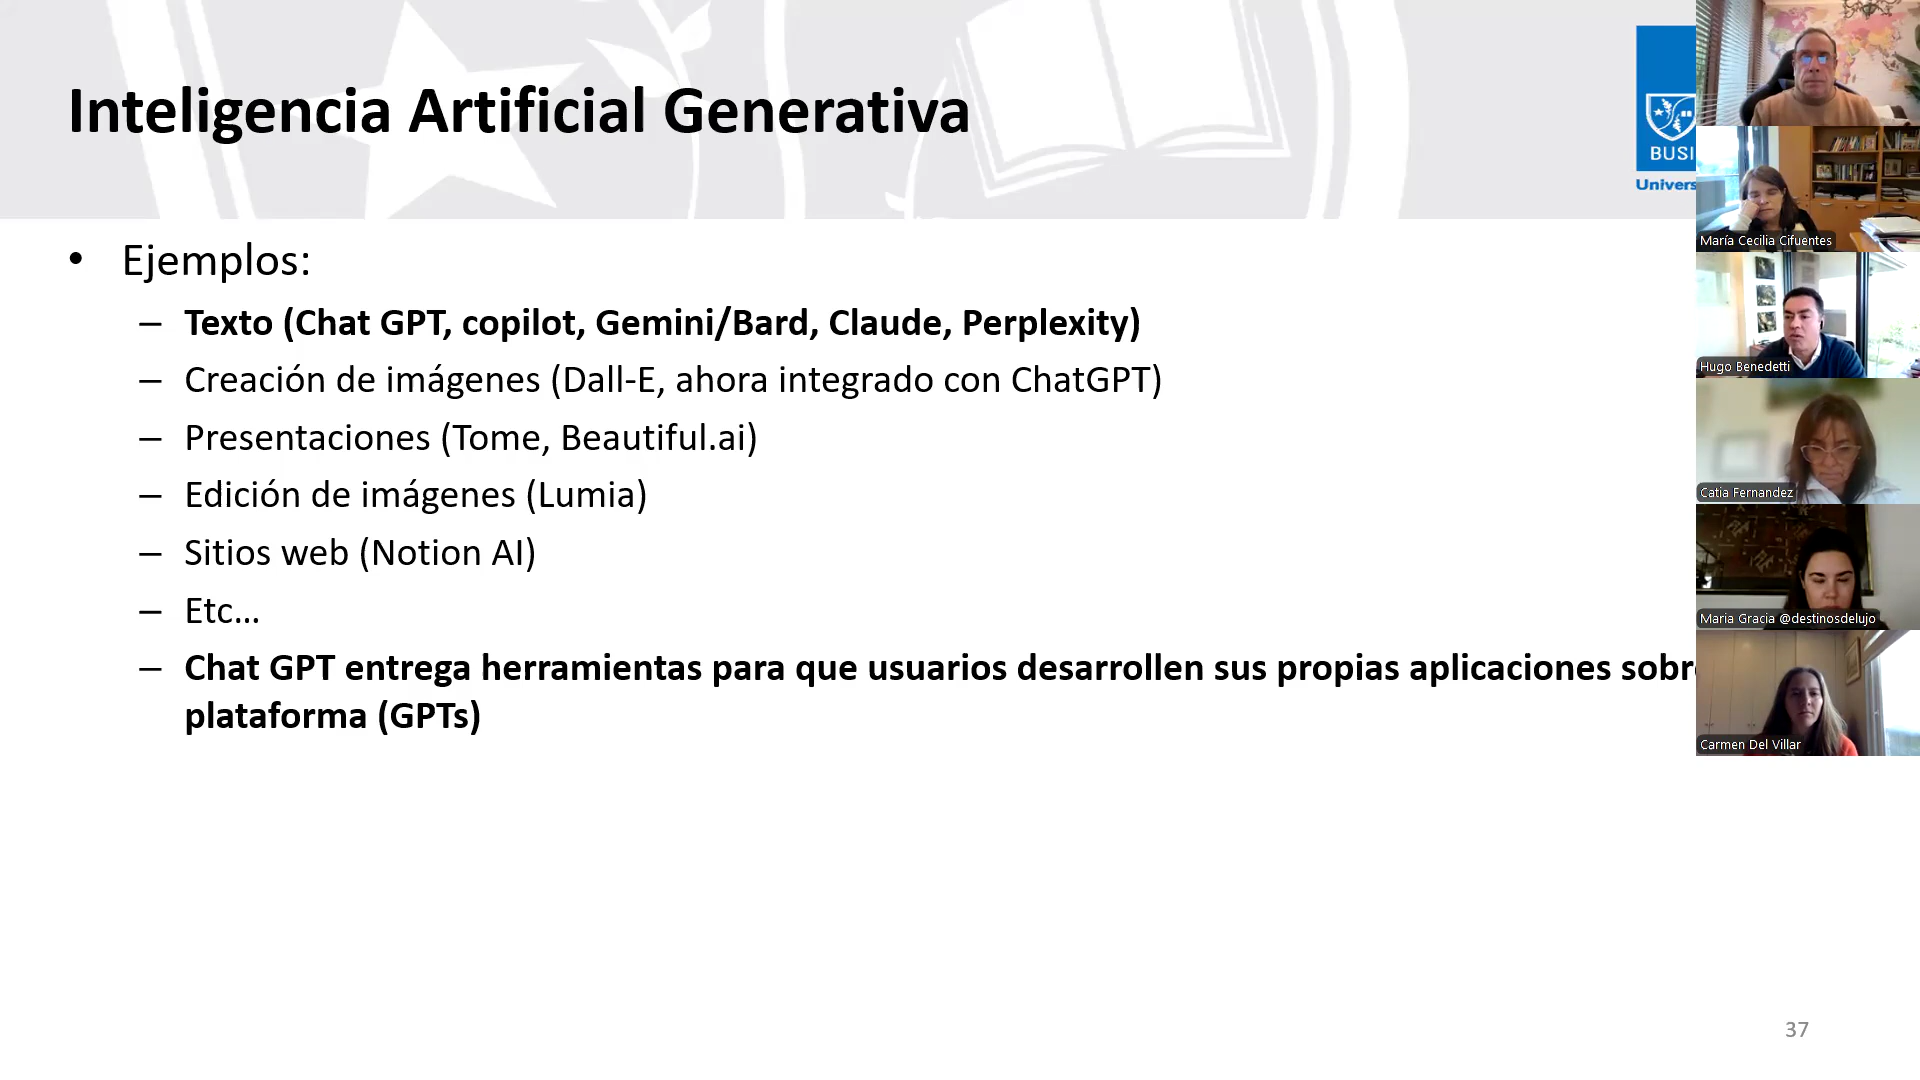 Inteligencia Artificial Generativa
BUSI
Univers
• Ejemplos:
– Texto (Chat GPT, copilot, Gemini/Bard, Claude, Perplexity)
– Creación de imágenes (Dall-E, ahora integrado con ChatGPT)
– Presentaciones (Tome, Beautiful.ai)
– Edición de imágenes (Lumia)
– Sitios web (Notion AI)
– Etc…
– Chat GPT entrega herramientas para que usuarios desarrollen sus propias aplicaciones sobre
plataforma (GPTs)
María Cecilia Cifuentes
Hugo Benedetti
Catia Fernandez
Maria Gracia @destinosdelujo
Carmen Del Villar
37